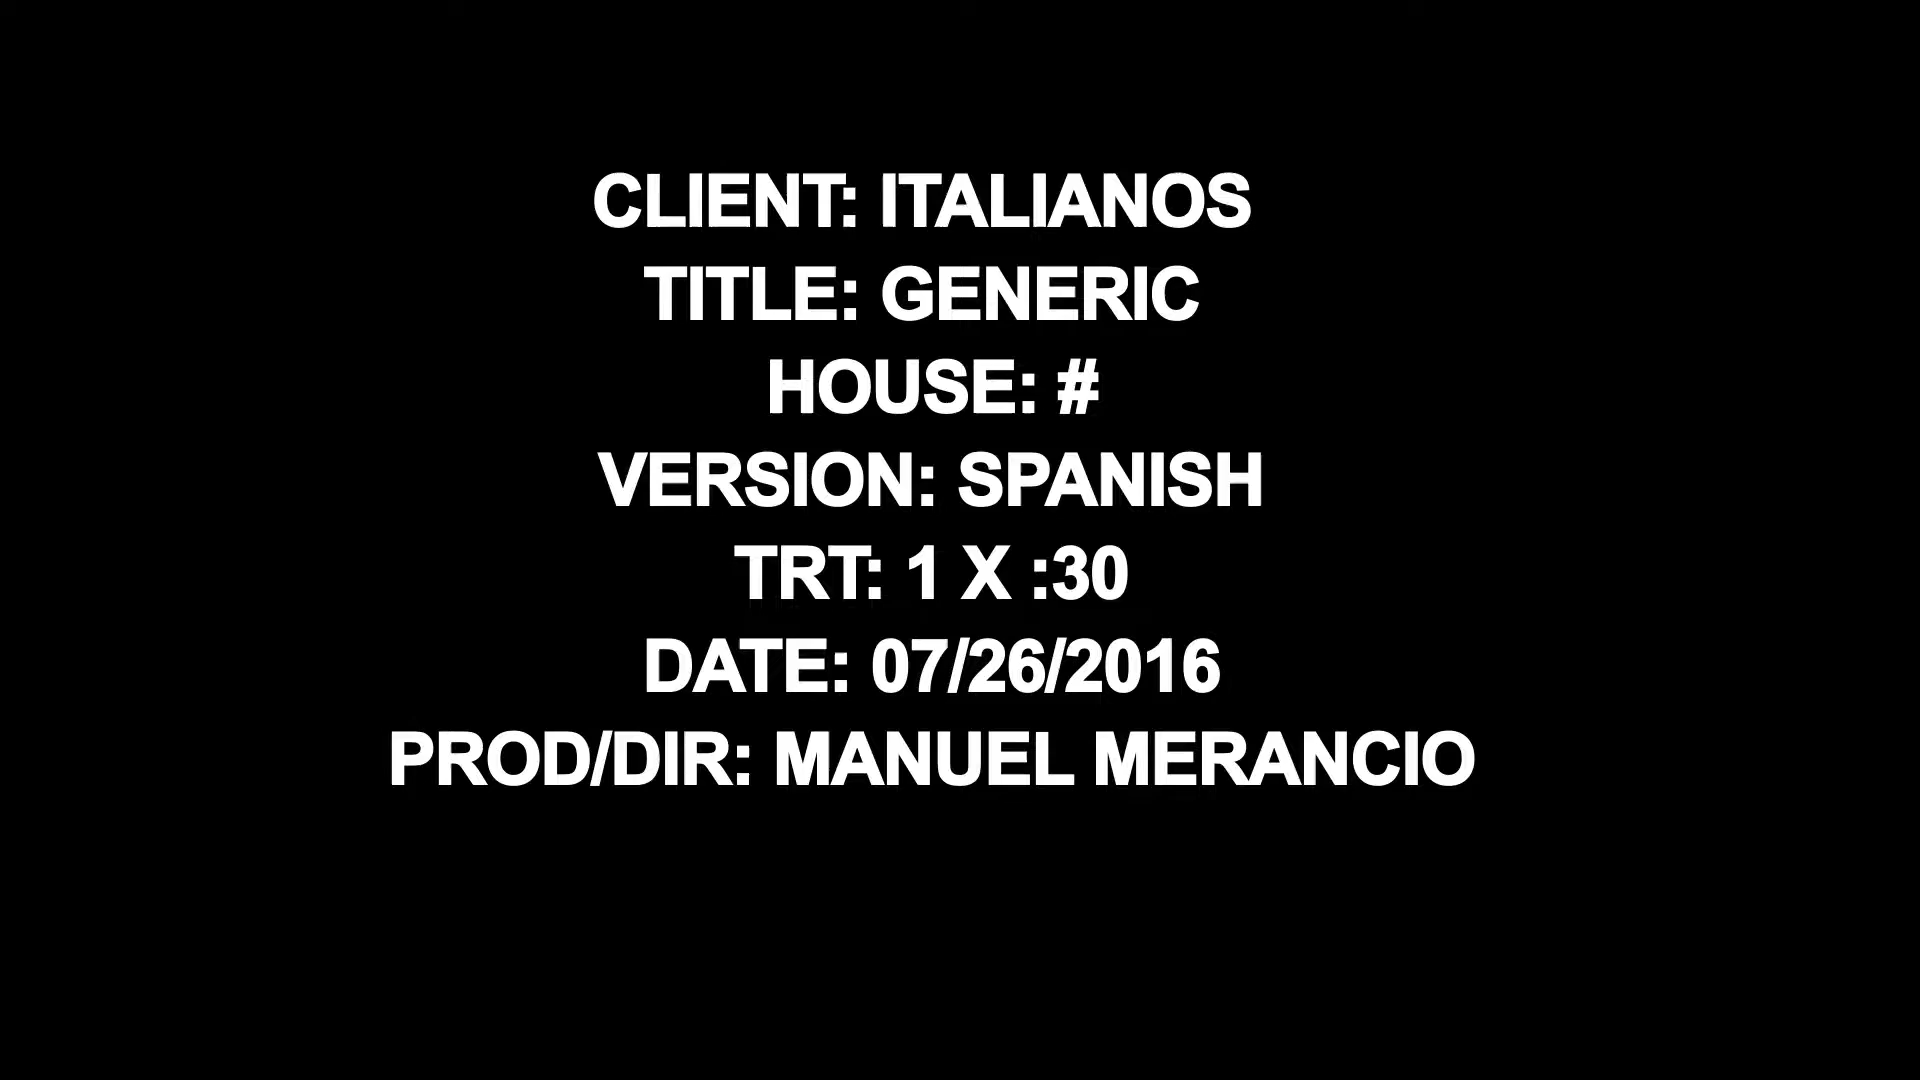 CLIENT: ITALIANOS
TITLE: GENERIC
HOUSE: #
VERSION: SPANISH
TRT: 1 X :30
DATE: 07/26/2016
PROD/DIR: MANUEL MERANCIO